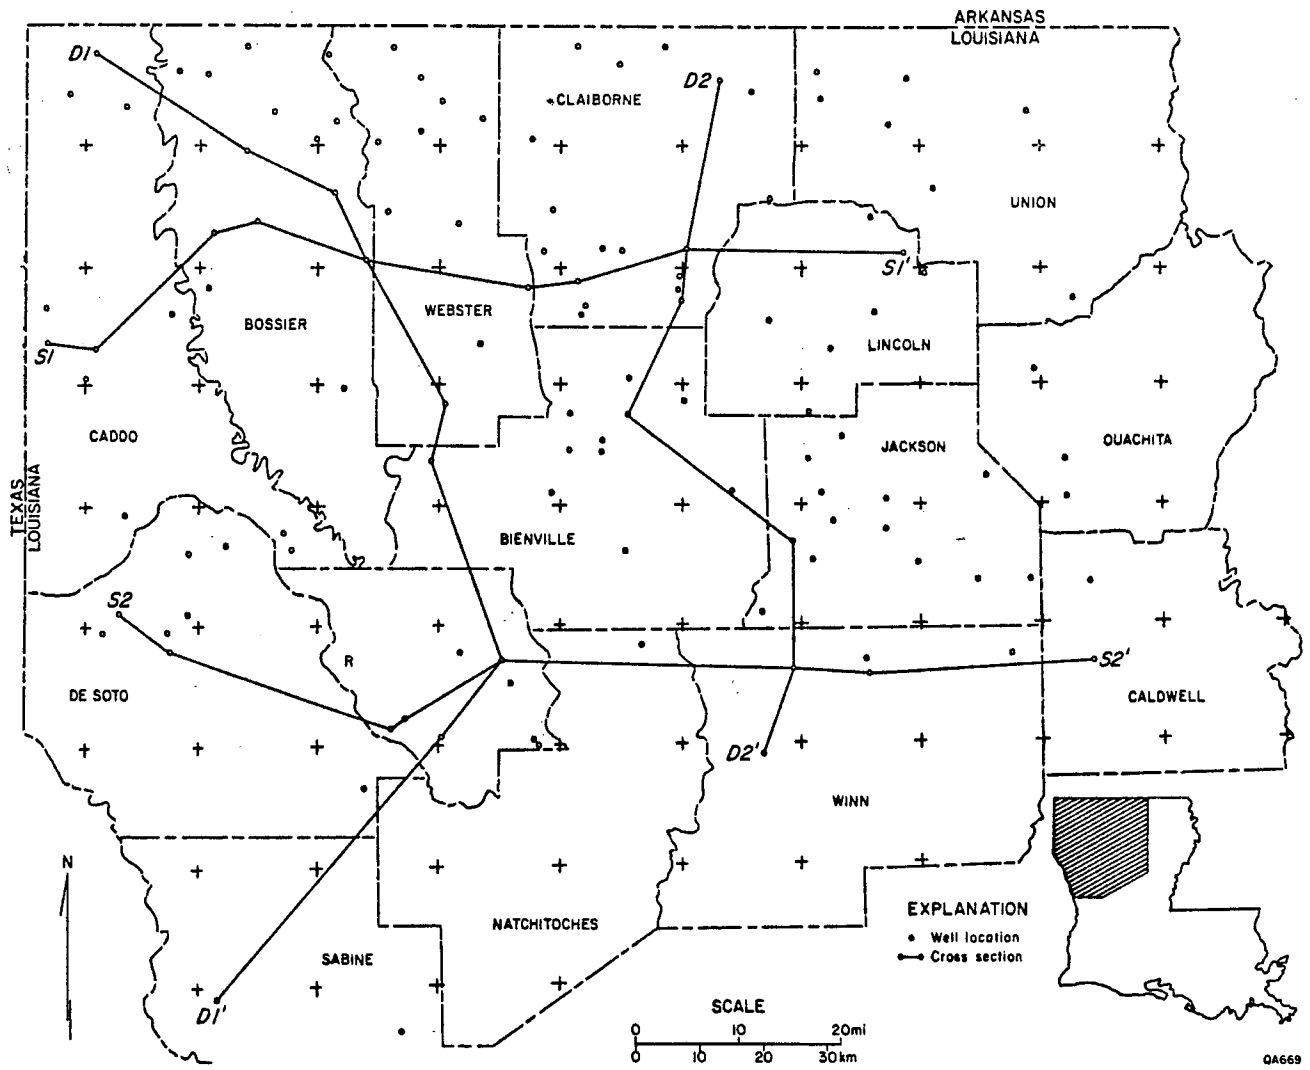 ARKANSAS
LOUISIANA
D1
D2
CLAIBORNE
UNION
S1'
BOSSIER
WEBSTER
S1
LINCOLN
CADDO
OUACHITA
JACKSON
TEXAS
LOUISIANA
BIENVILLE
S2
R
S2'
DE SOTO
CALDWELL
D2'
WINN
N
NATCHITOCHES
EXPLANATION
Well location
Cross section
SABINE
D1'
SCALE
0 10 20mi
0 10 20 30km
QA669